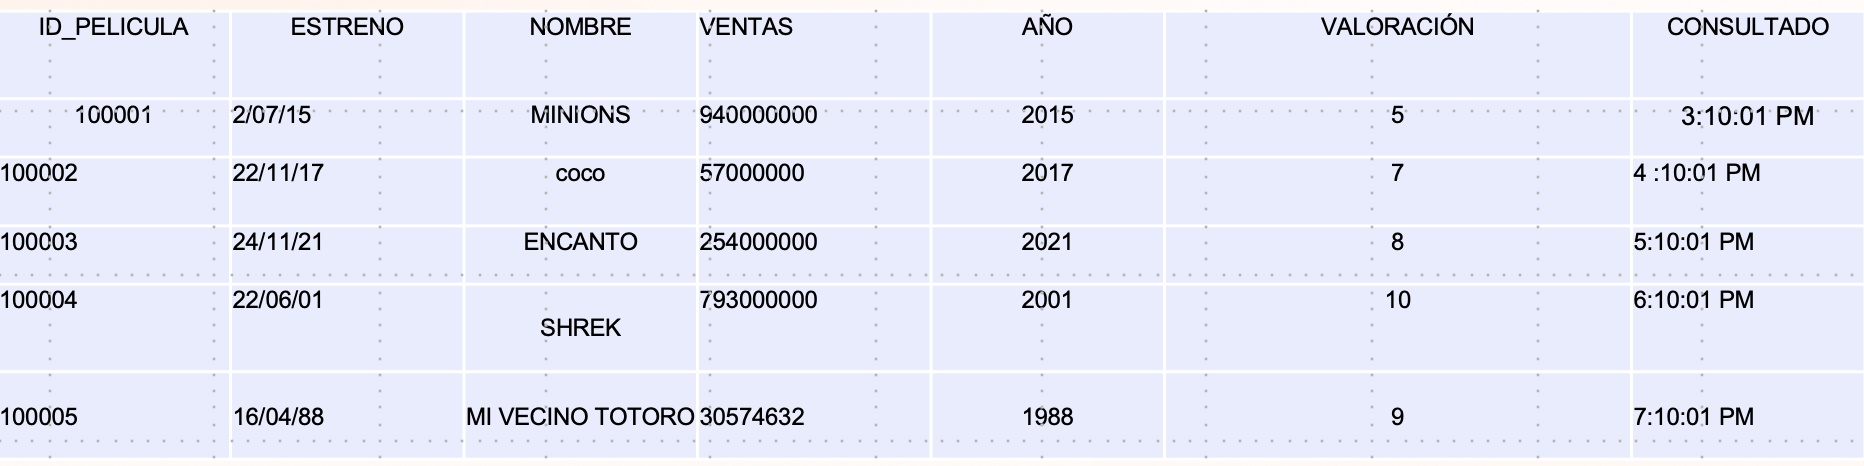 ID_PELICULA ESTRENO NOMBRE VENTAS AÑO VALORACIÓN CONSULTADO
100001 2/07/15 MINIONS 940000000 2015 5 3:10:01 PM
100002 22/11/17 coco 57000000 2017 7 4 :10:01 PM
100003 24/11/21 ENCANTO 254000000 2021 8 5:10:01 PM
100004 22/06/01 SHREK 793000000 2001 10 6:10:01 PM
100005 16/04/88 MI VECINO TOTORO 30574632 1988 9 7:10:01 PM